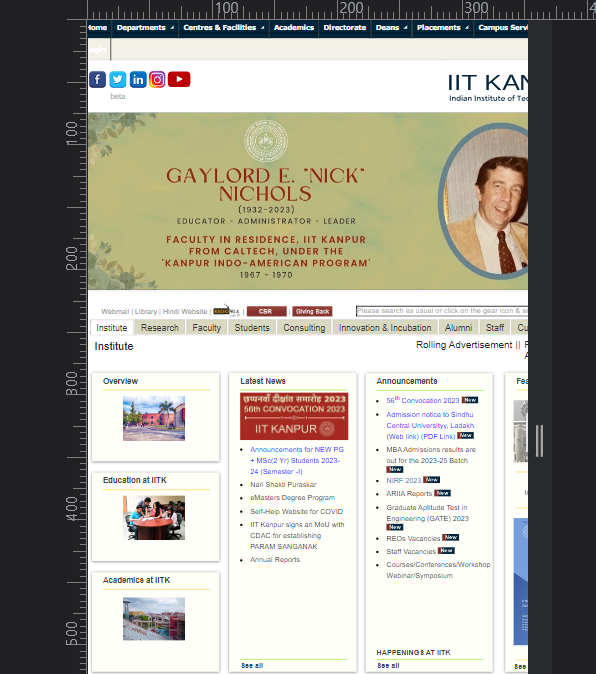 100 200 300 4
Home Departments Centres & Facilities Academics Directorate Deans Placements Campus Servi
Login
IIT KAN
beta
Indian Institute of Tec
100
GAYLORD E. "NICK"
NICHOLS
(1932-2023)
EDUCATOR - ADMINISTRATOR - LEADER
FACULTY IN RESIDENCE, IIT KANPUR
FROM CALTECH, UNDER THE
'KANPUR INDO-AMERICAN PROGRAM'
1967 - 1970
200
Webmail | Library | Hindi Website | | CSR | Giving Back
Please search as usual or click on the gear icon & se
Institute Research Faculty Students Consulting Innovation & Incubation Alumni Staff Cu
Institute
Rolling Advertisement || F
A
300
Overview
Education at IITK
Academics at IITK
400
500
Latest News
छप्पनवाँ दीक्षांत समारोह 2023
56th CONVOCATION 2023
IIT KANPUR
Announcements for NEW PG
+ MSc(2 Yr) Students 2023-
24 (Semester -I)
Nari Shakti Puraskar
eMasters Degree Program
Self-Help Website for COVID
IIT Kanpur signs an MoU with
CDAC for establishing
PARAM SANGANAK
Annual Reports
See all
Announcements
56th Convocation 2023 New
Admission notice to Sindhu
Central Univeristiy, Ladakh
(Web link) (PDF Link) New
MBA Admissions results are
out for the 2023-25 Batch
New
NIRF 2023 New
ARIIA Reports New
Graduate Aptitude Test in
Engineering (GATE) 2023
New
REOs Vacancies New
Staff Vacancies New
Courses/Conferences/Workshop
Webinar/Symposium
HAPPENINGS AT IITK
See all
Fea
See